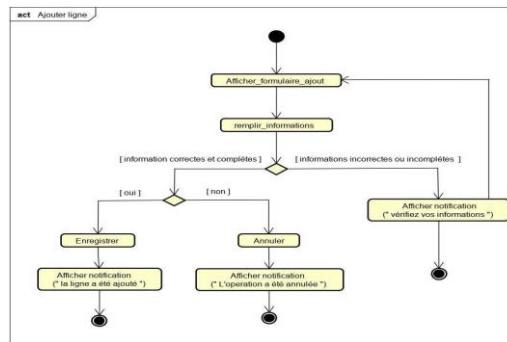 act Ajouter ligne
Afficher_formulaire_ajout
remplir_informations
[ information correctes et complètes ]
[ informations incorrectes ou incomplètes ]
[ oui ]
[ non ]
Afficher notification
(" vérifiez vos informations ")
Enregistrer
Annuler
Afficher notification
(" la ligne a été ajouté ")
Afficher notification
(" L'operation a été annulée ")